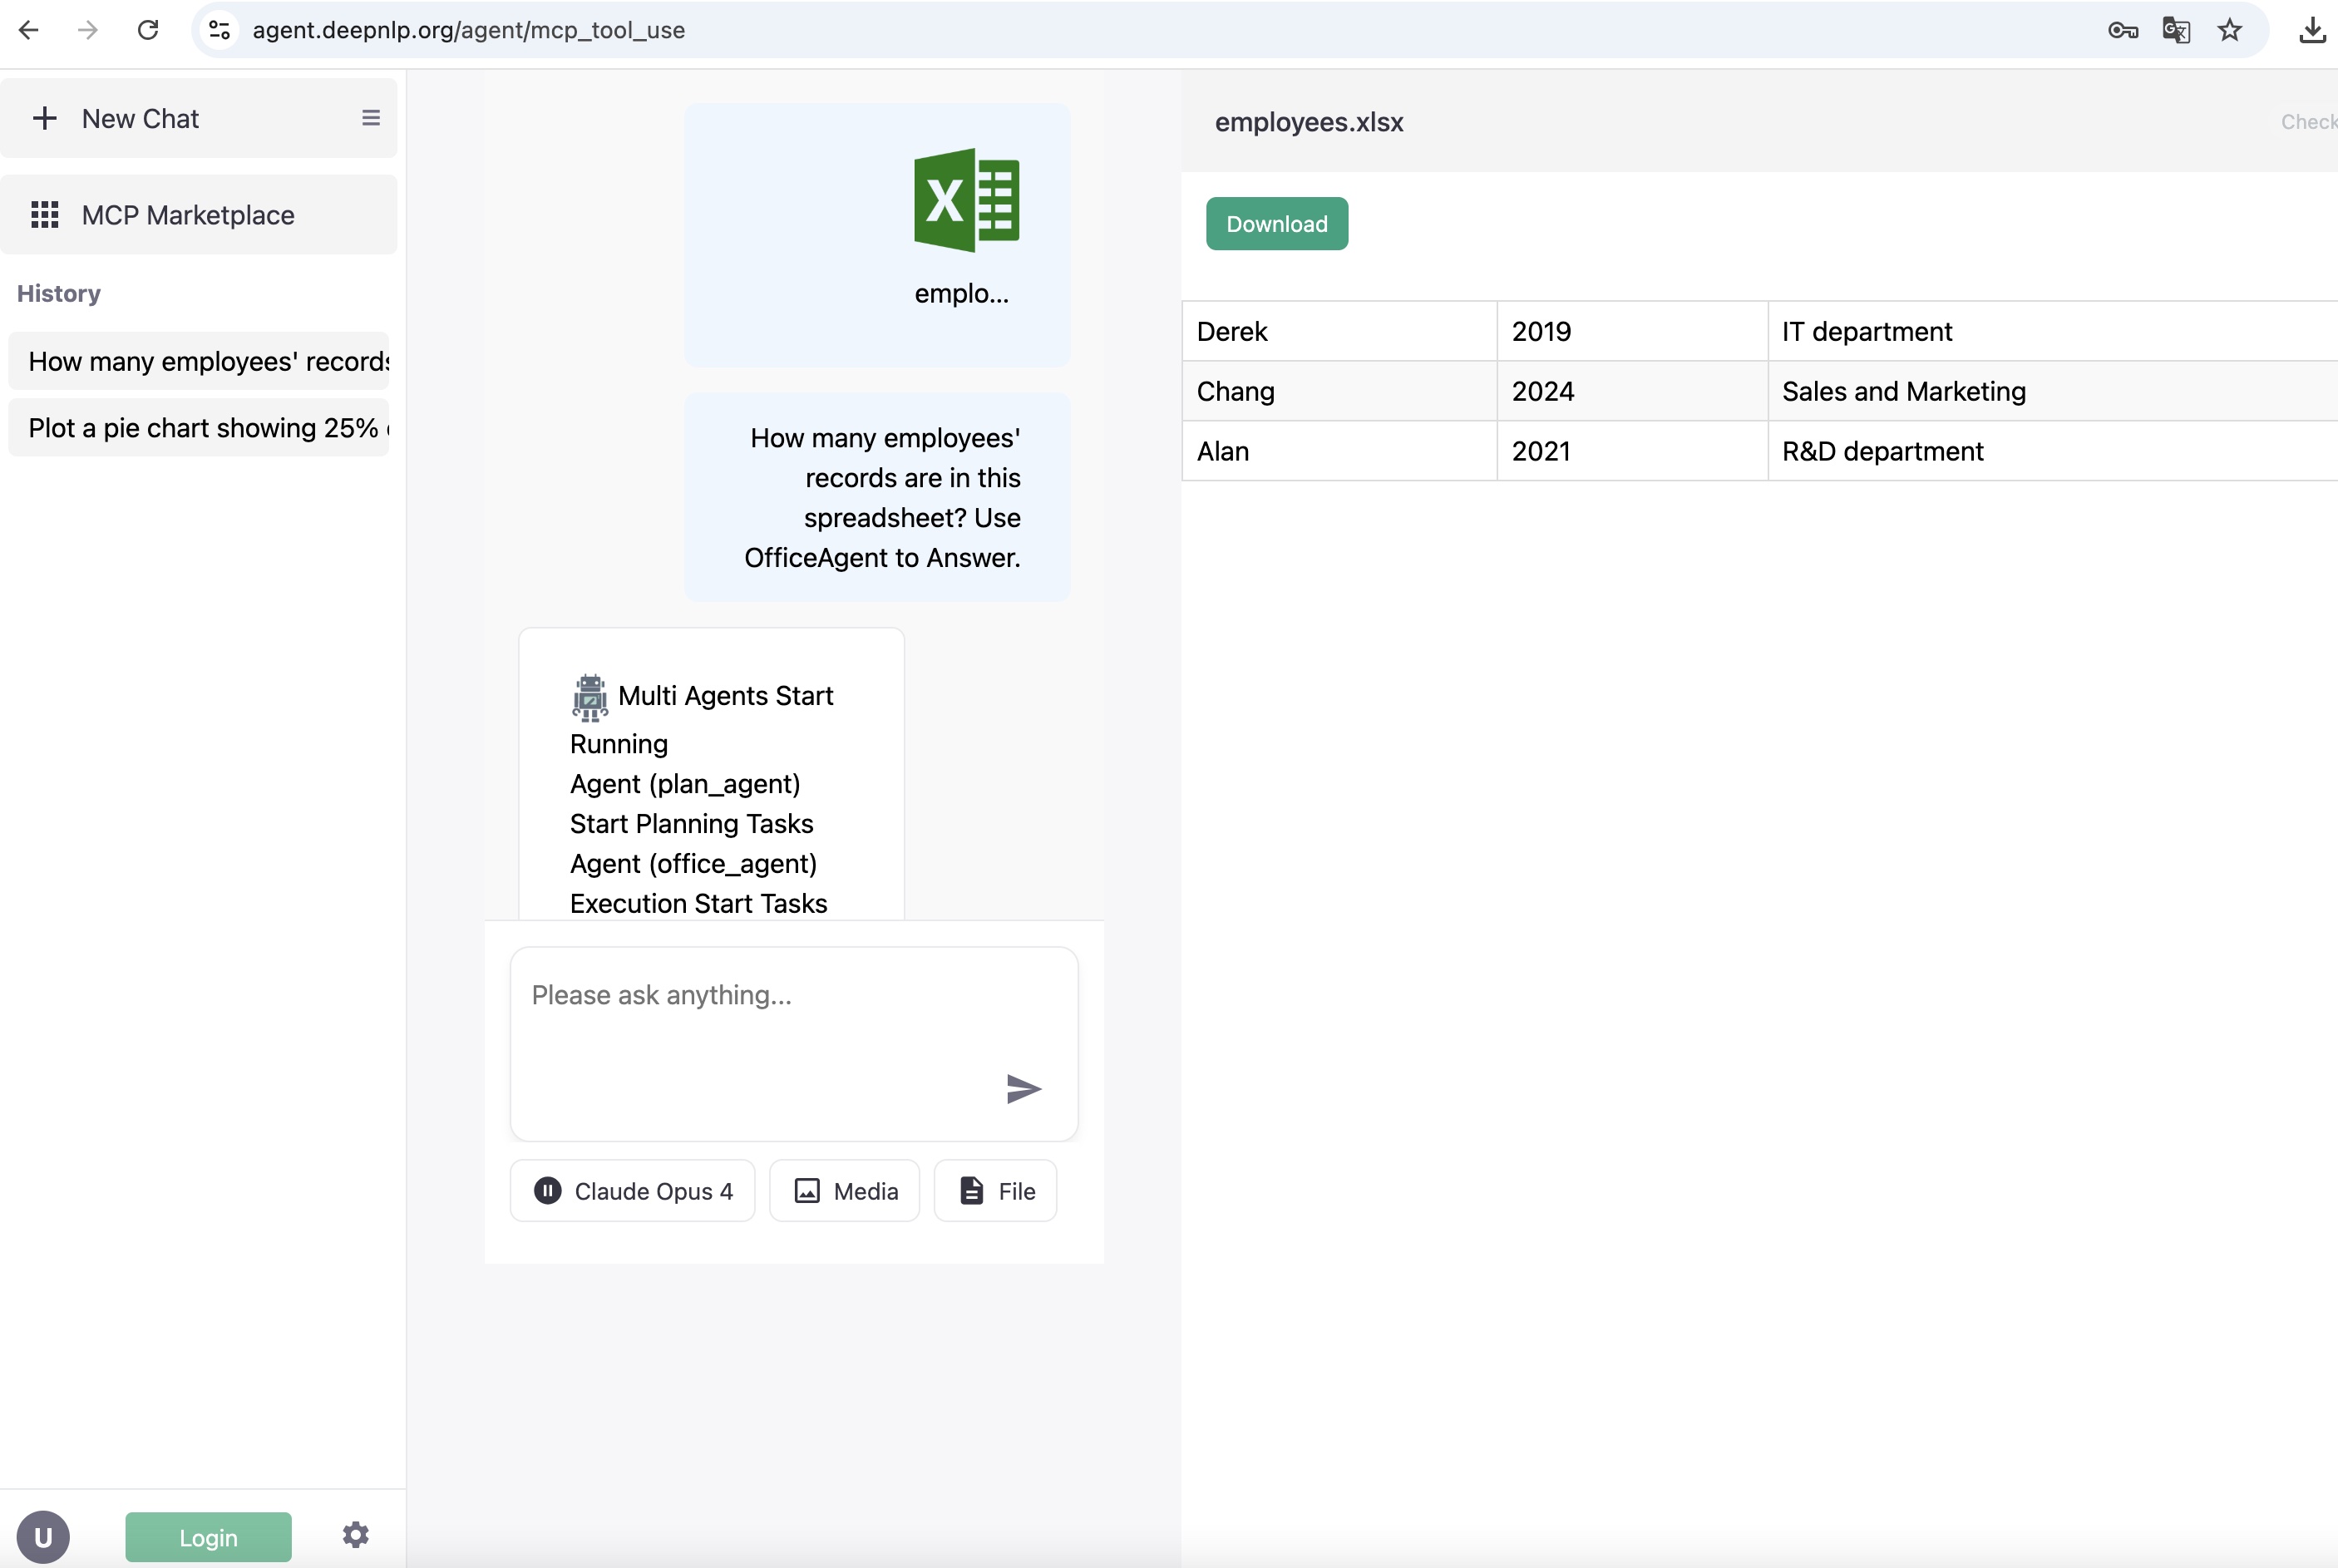 agent.deepnlp.org/agent/mcp_tool_use
New Chat
MCP Marketplace
History
How many employees' records
Plot a pie chart showing 25%
U
Login
X
emplo...
How many employees'
records are in this
spreadsheet? Use
OfficeAgent to Answer.
Multi Agents Start
Running
Agent (plan_agent)
Start Planning Tasks
Agent (office_agent)
Execution Start Tasks
Please ask anything...
Claude Opus 4
Media
File
employees.xlsx
Check
Download
Derek 2019 IT department
Chang 2024 Sales and Marketing
Alan 2021 R&D department